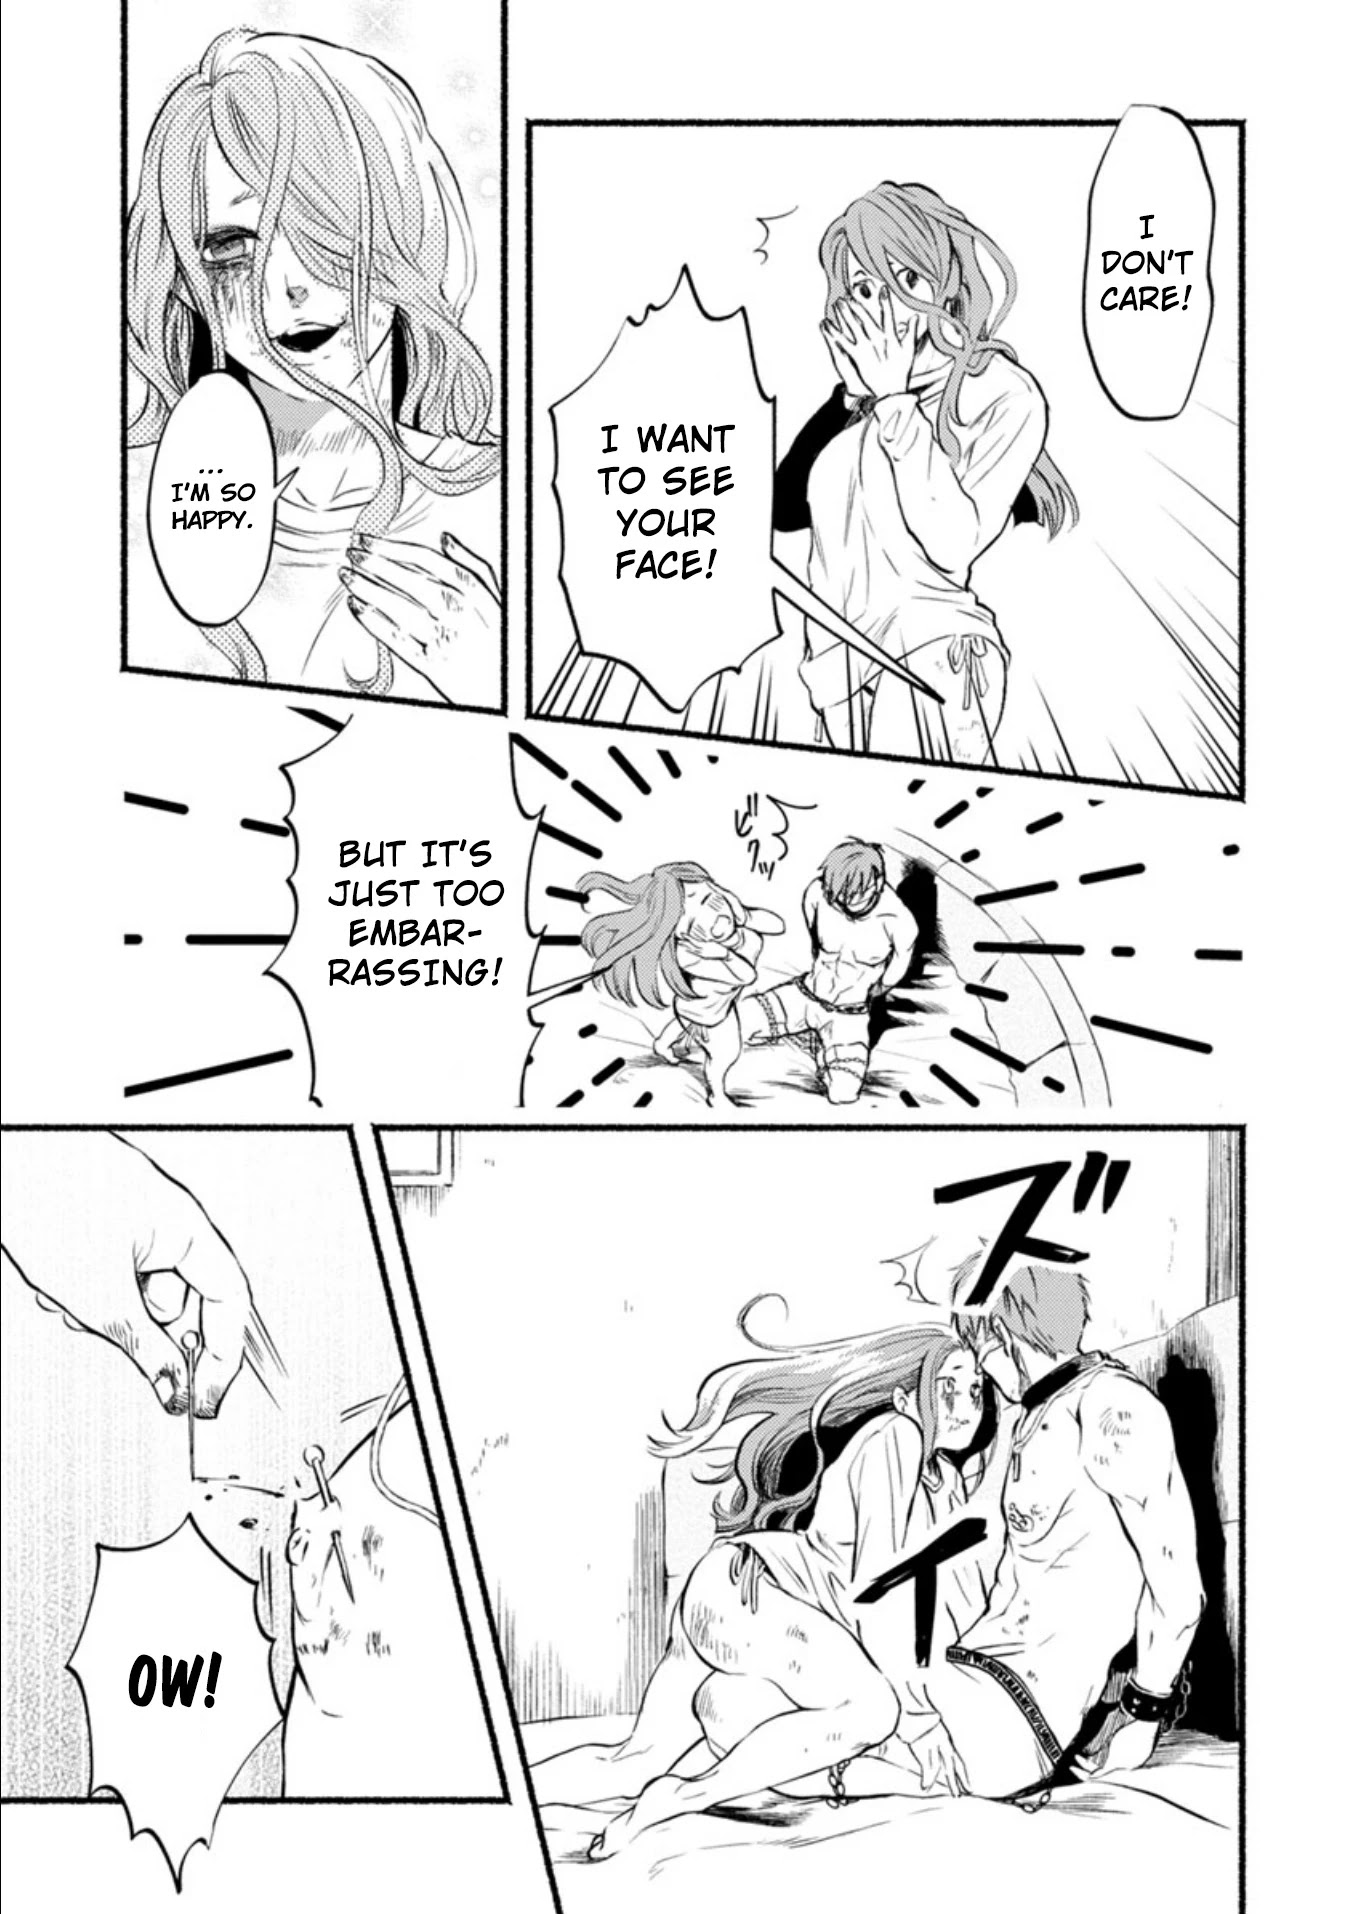 I
DON'T
CARE!
I WANT
TO SEE
YOUR
FACE!
...
I'M SO
HAPPY.
ビクッ
BUT IT'S
JUST TOO
EMBAR-
RASSING!
ズイ
OW!